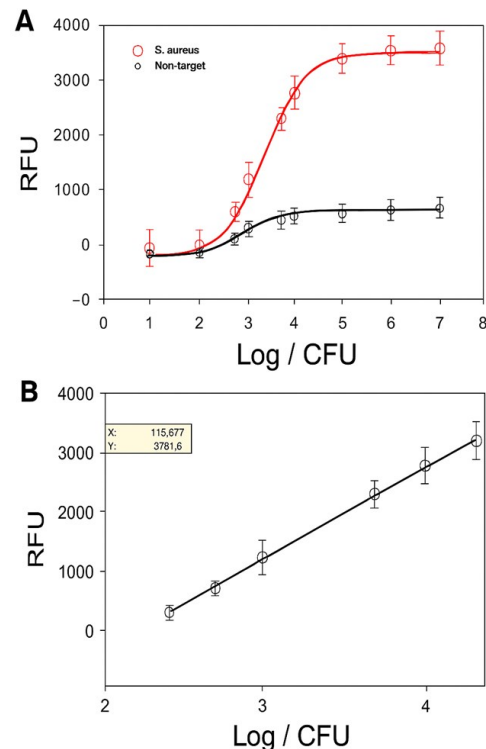 A
4000
3000
2000
1000
0
−0
RFU
S. aureus
Non-target
0 1 2 3 4 5 6 7 8
Log / CFU
B
4000
3000
2000
1000
0
RFU
X: 115,677
Y: 3781,6
2 3 4
Log / CFU